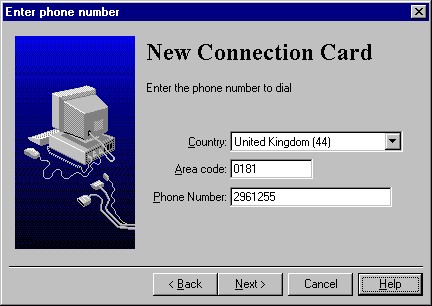 Enter phone number
New Connection Card
Enter the phone number to dial
Country: United Kingdom (44)
Area code: 0181
Phone Number: 2961255
< Back Next > Cancel Help